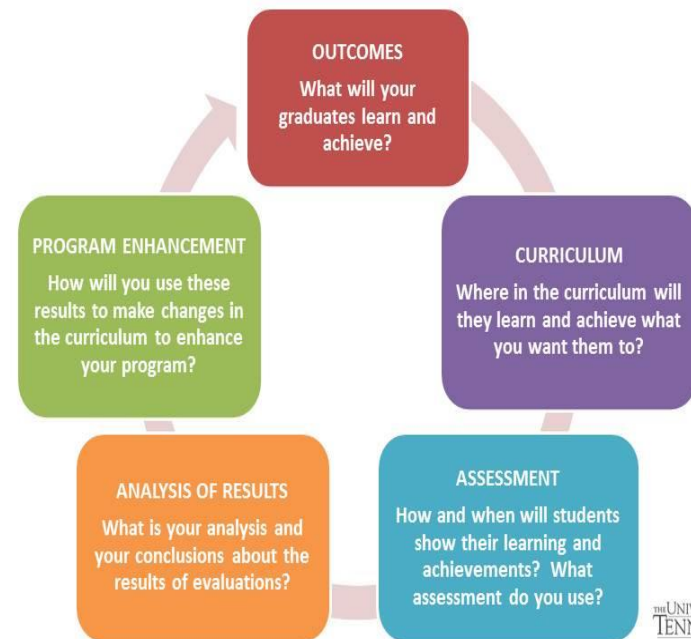 OUTCOMES
What will your
graduates learn and
achieve?
CURRICULUM
Where in the curriculum will
they learn and achieve what
you want them to?
ASSESSMENT
How and when will students
show their learning and
achievements? What
assessment do you use?
ANALYSIS OF RESULTS
What is your analysis and
your conclusions about the
results of evaluations?
PROGRAM ENHANCEMENT
How will you use these
results to make changes in
the curriculum to enhance
your program?
THE